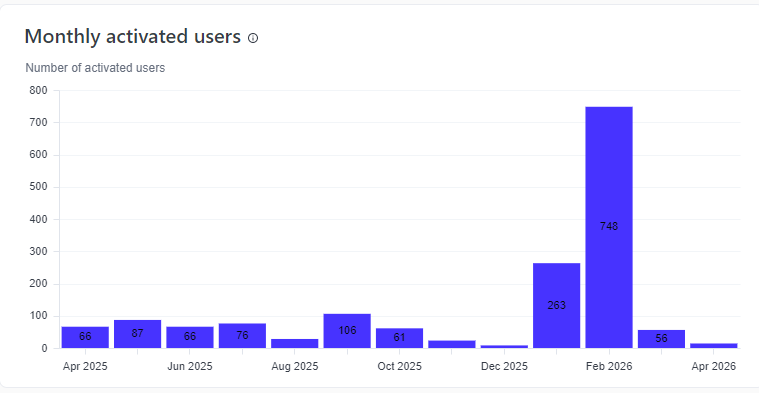 Monthly activated users
Number of activated users
800
700
600
500
400
300
200
100
0
66
87
66
76
106
61
263
748
56
Apr 2025
Jun 2025
Aug 2025
Oct 2025
Dec 2025
Feb 2026
Apr 2026